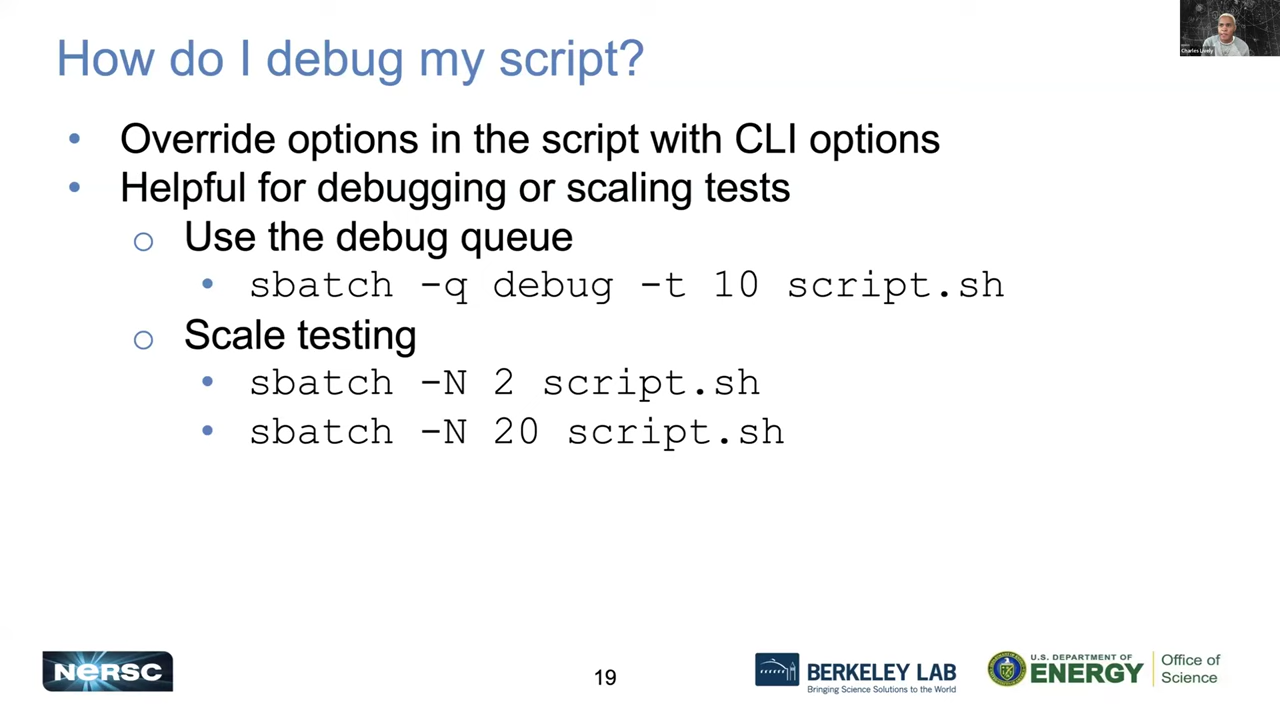 How do I debug my script?
Charles Lively
• Override options in the script with CLI options
• Helpful for debugging or scaling tests
o Use the debug queue
• sbatch -q debug -t 10 script.sh
o Scale testing
• sbatch -N 2 script.sh
• sbatch -N 20 script.sh
NERSC
19
BERKELEY LAB
Bringing Science Solutions to the World
U.S. DEPARTMENT OF
ENERGY
Office of
Science